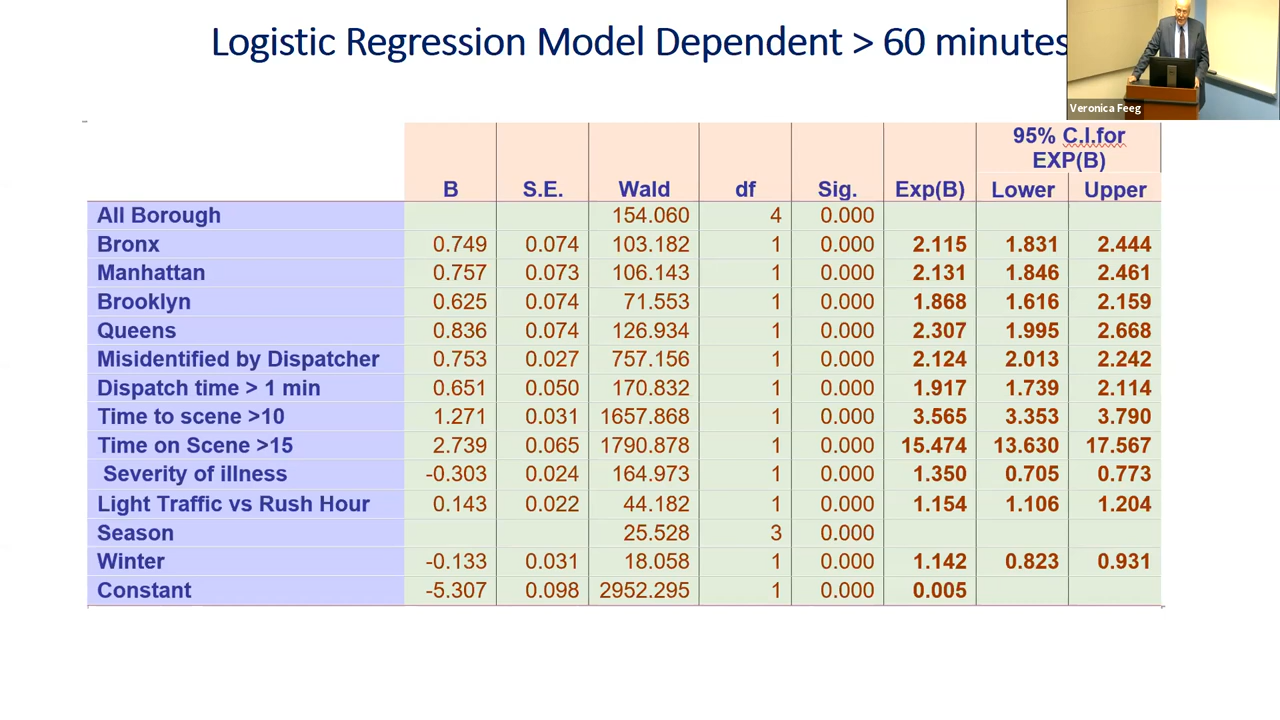 Logistic Regression Model Dependent > 60 minutes
Veronica Feeg
95% C.I.for
EXP(B)
B S.E. Wald df Sig. Exp(B) Lower Upper
All Borough 154.060 4 0.000
Bronx 0.749 0.074 103.182 1 0.000 2.115 1.831 2.444
Manhattan 0.757 0.073 106.143 1 0.000 2.131 1.846 2.461
Brooklyn 0.625 0.074 71.553 1 0.000 1.868 1.616 2.159
Queens 0.836 0.074 126.934 1 0.000 2.307 1.995 2.668
Misidentified by Dispatcher 0.753 0.027 757.156 1 0.000 2.124 2.013 2.242
Dispatch time > 1 min 0.651 0.050 170.832 1 0.000 1.917 1.739 2.114
Time to scene >10 1.271 0.031 1657.868 1 0.000 3.565 3.353 3.790
Time on Scene >15 2.739 0.065 1790.878 1 0.000 15.474 13.630 17.567
Severity of illness -0.303 0.024 164.973 1 0.000 1.350 0.705 0.773
Light Traffic vs Rush Hour 0.143 0.022 44.182 1 0.000 1.154 1.106 1.204
Season 25.528 3 0.000
Winter -0.133 0.031 18.058 1 0.000 1.142 0.823 0.931
Constant -5.307 0.098 2952.295 1 0.000 0.005